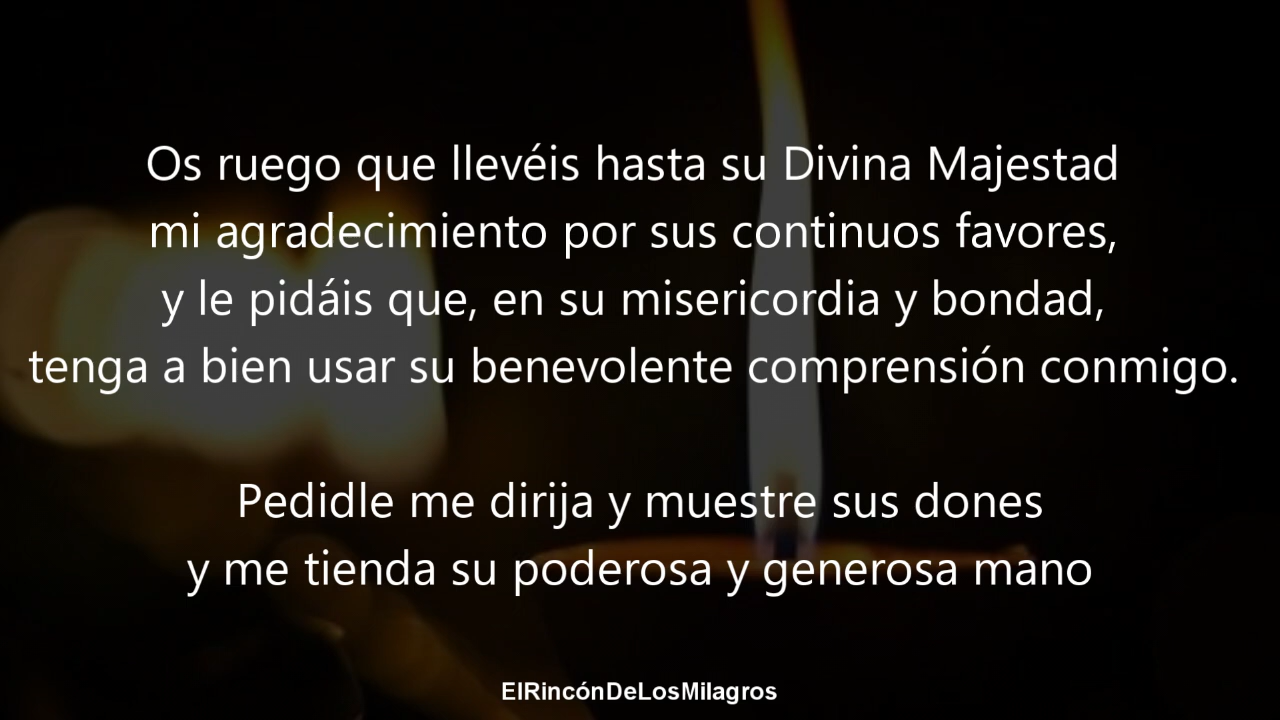 Os ruego que llevéis hasta su Divina Majestad
mi agradecimiento por sus continuos favores,
y le pidáis que, en su misericordia y bondad,
tenga a bien usar su benevolente comprensión conmigo.
Pedidle me dirija y muestre sus dones
y me tienda su poderosa y generosa mano
ElRincónDeLosMilagros